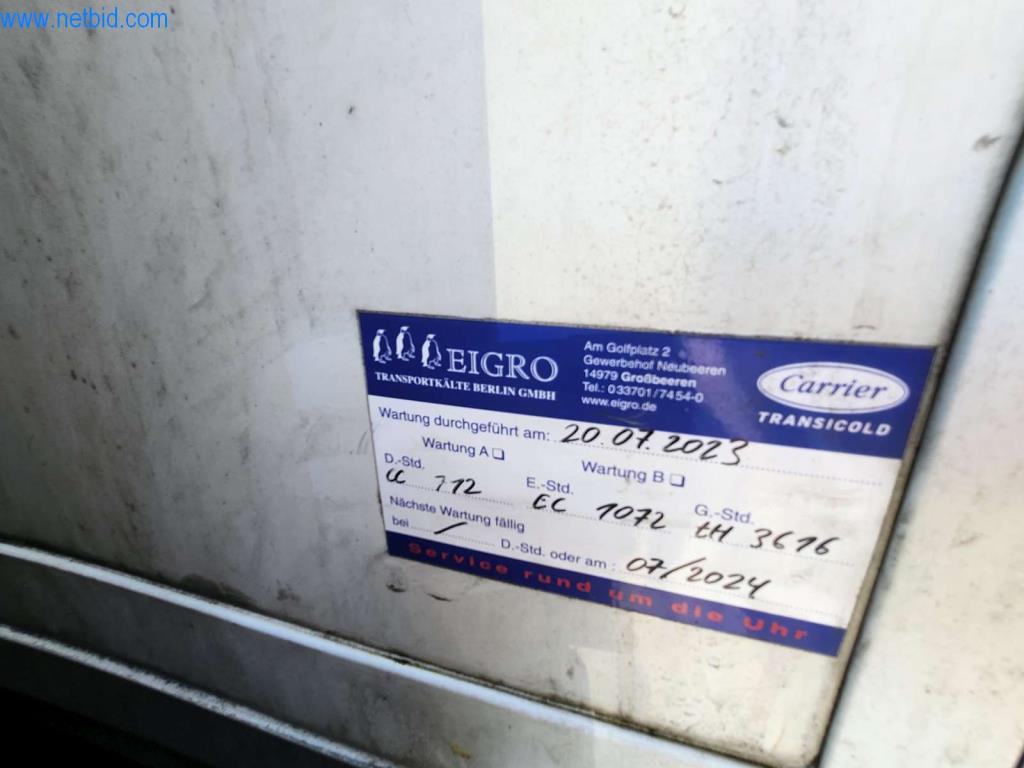 www.netbid.com
EIGRO
TRANSPORTKÄLTE BERLIN GMBH
Am Golfplatz 2
Gewerbehof Neubeeren
14979 Großbeeren
Tel.: 033701/7454-0
www.eigro.de
Carrier
TRANSICOLD
Wartung durchgeführt am: 20.07.2023
Wartung A Wartung B
D.-Std. E.-Std. G.-Std.
CC 712 EC 1072 tH 3616
Nächste Wartung fällig
bei / D.-Std. oder am: 07/2024
Service rund um die Uhr